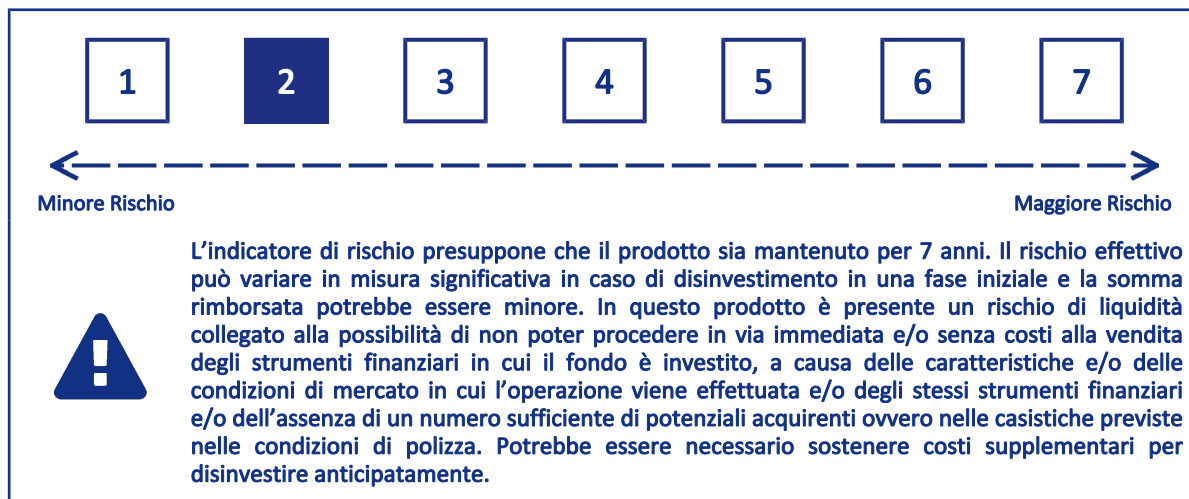 1 2 3 4 5 6 7
Minore Rischio Maggiore Rischio
L’indicatore di rischio presuppone che il prodotto sia mantenuto per 7 anni. Il rischio effettivo
può variare in misura significativa in caso di disinvestimento in una fase iniziale e la somma
rimborsata potrebbe essere minore. In questo prodotto è presente un rischio di liquidità
collegato alla possibilità di non poter procedere in via immediata e/o senza costi alla vendita
degli strumenti finanziari in cui il fondo è investito, a causa delle caratteristiche e/o delle
condizioni di mercato in cui l’operazione viene effettuata e/o degli stessi strumenti finanziari
e/o dell’assenza di un numero sufficiente di potenziali acquirenti ovvero nelle casistiche previste
nelle condizioni di polizza. Potrebbe essere necessario sostenere costi supplementari per
disinvestire anticipatamente.